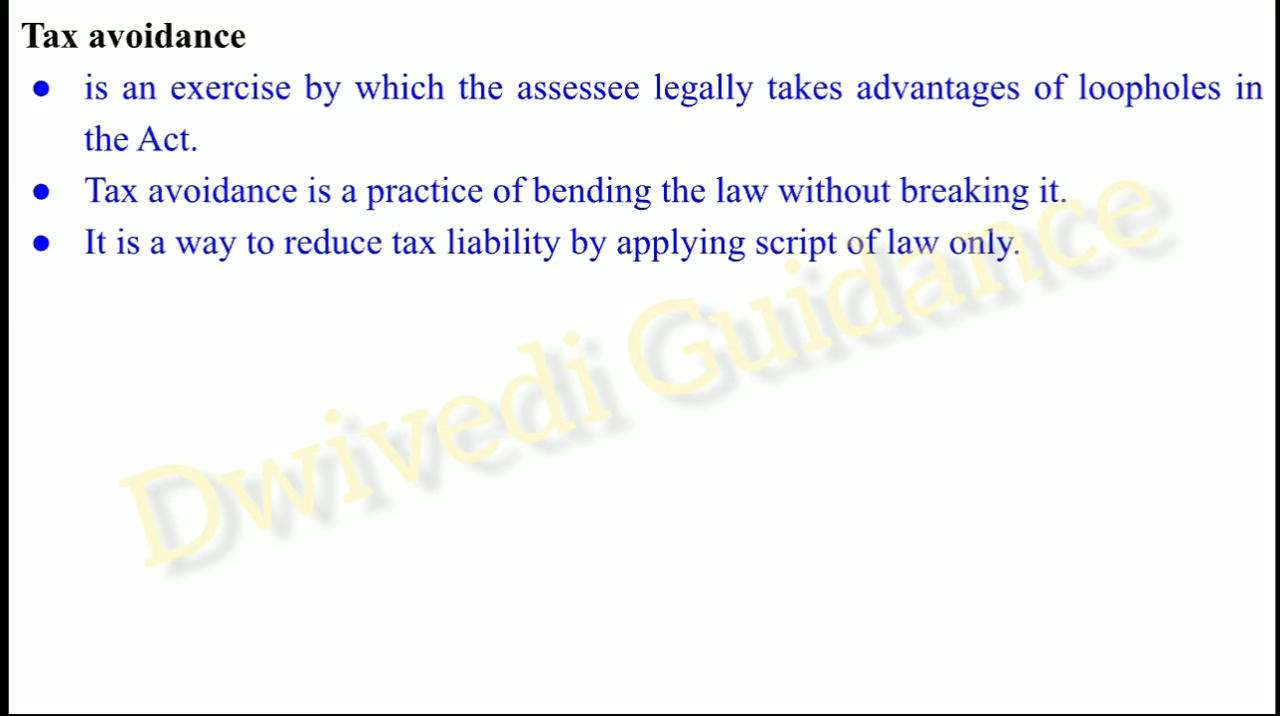 Tax avoidance
● is an exercise by which the assessee legally takes advantages of loopholes in
the Act.
● Tax avoidance is a practice of bending the law without breaking it.
● It is a way to reduce tax liability by applying script of law only.
Dwivedi Guidance